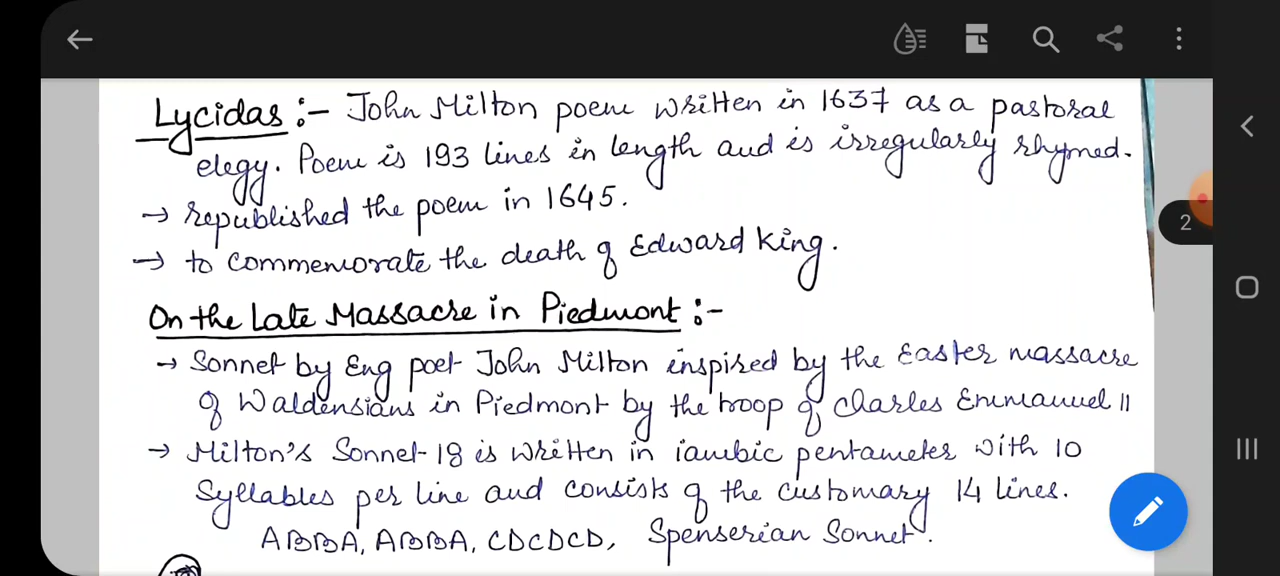 Lycidas :- John Milton poem written in 1637 as a pastoral
elegy. Poem is 193 lines in length and is irregularly rhymed.
→ republished the poem in 1645.
→ to commemorate the death of Edward King.
On the Late Massacre in Piedmont :-
→ Sonnet by Eng poet John Milton inspired by the Easter massacre
of Waldensians in Piedmont by the troop of Charles Emmanuel II
→ Milton's Sonnet-18 is written in iambic pentameter with 10
Syllables per line and consists of the customary 14 lines.
ABBA, ABBA, CDCDCD, Spenserian Sonnet.
2